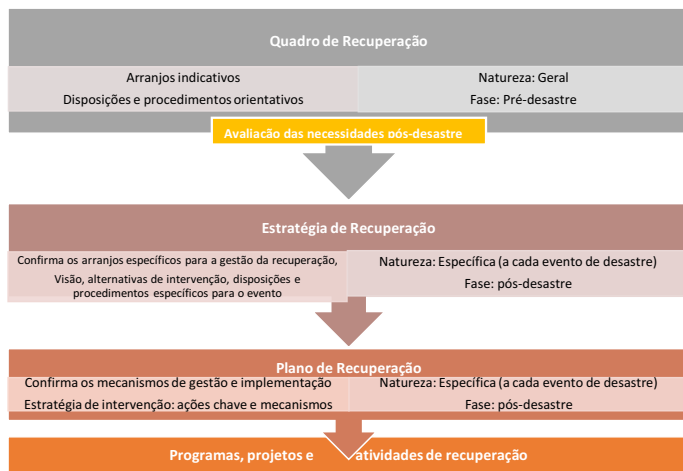 Quadro de Recuperação
Arranjos indicativos
Disposições e procedimentos orientativos
Natureza: Geral
Fase: Pré-desastre
Avaliação das necessidades pós-desastre
Estratégia de Recuperação
Confirma os arranjos específicos para a gestão da recuperação,
Visão, alternativas de intervenção, disposições e
procedimentos específicos para o evento
Natureza: Específica (a cada evento de desastre)
Fase: pós-desastre
Plano de Recuperação
Confirma os mecanismos de gestão e implementação
Estratégia de intervenção: ações chave e mecanismos
Natureza: Específica (a cada evento de desastre)
Fase: pós-desastre
Programas, projetos e atividades de recuperação